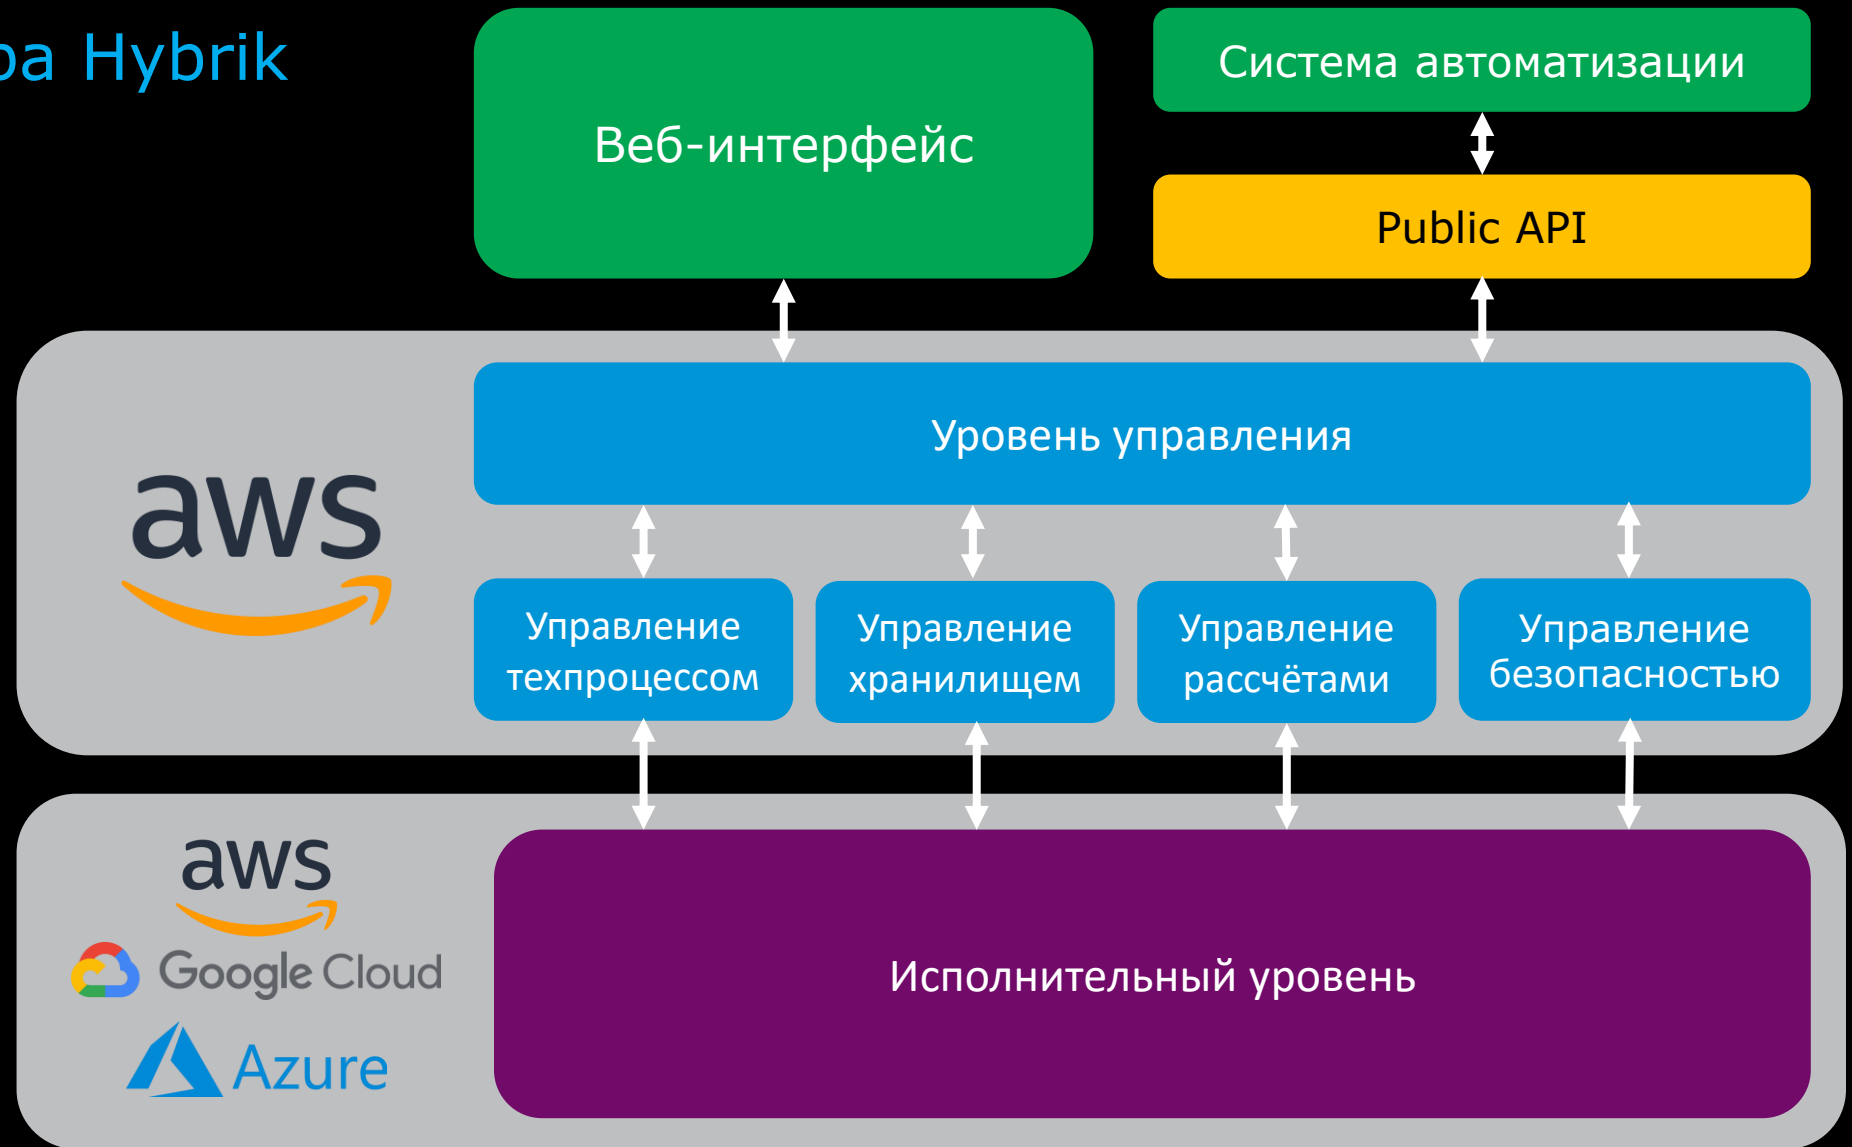 ра Hybrik
Веб-интерфейс
Система автоматизации
Public API
aws
Уровень управления
Управление
техпроцессом
Управление
хранилищем
Управление
рассчётами
Управление
безопасностью
aws
Google Cloud
Azure
Исполнительный уровень